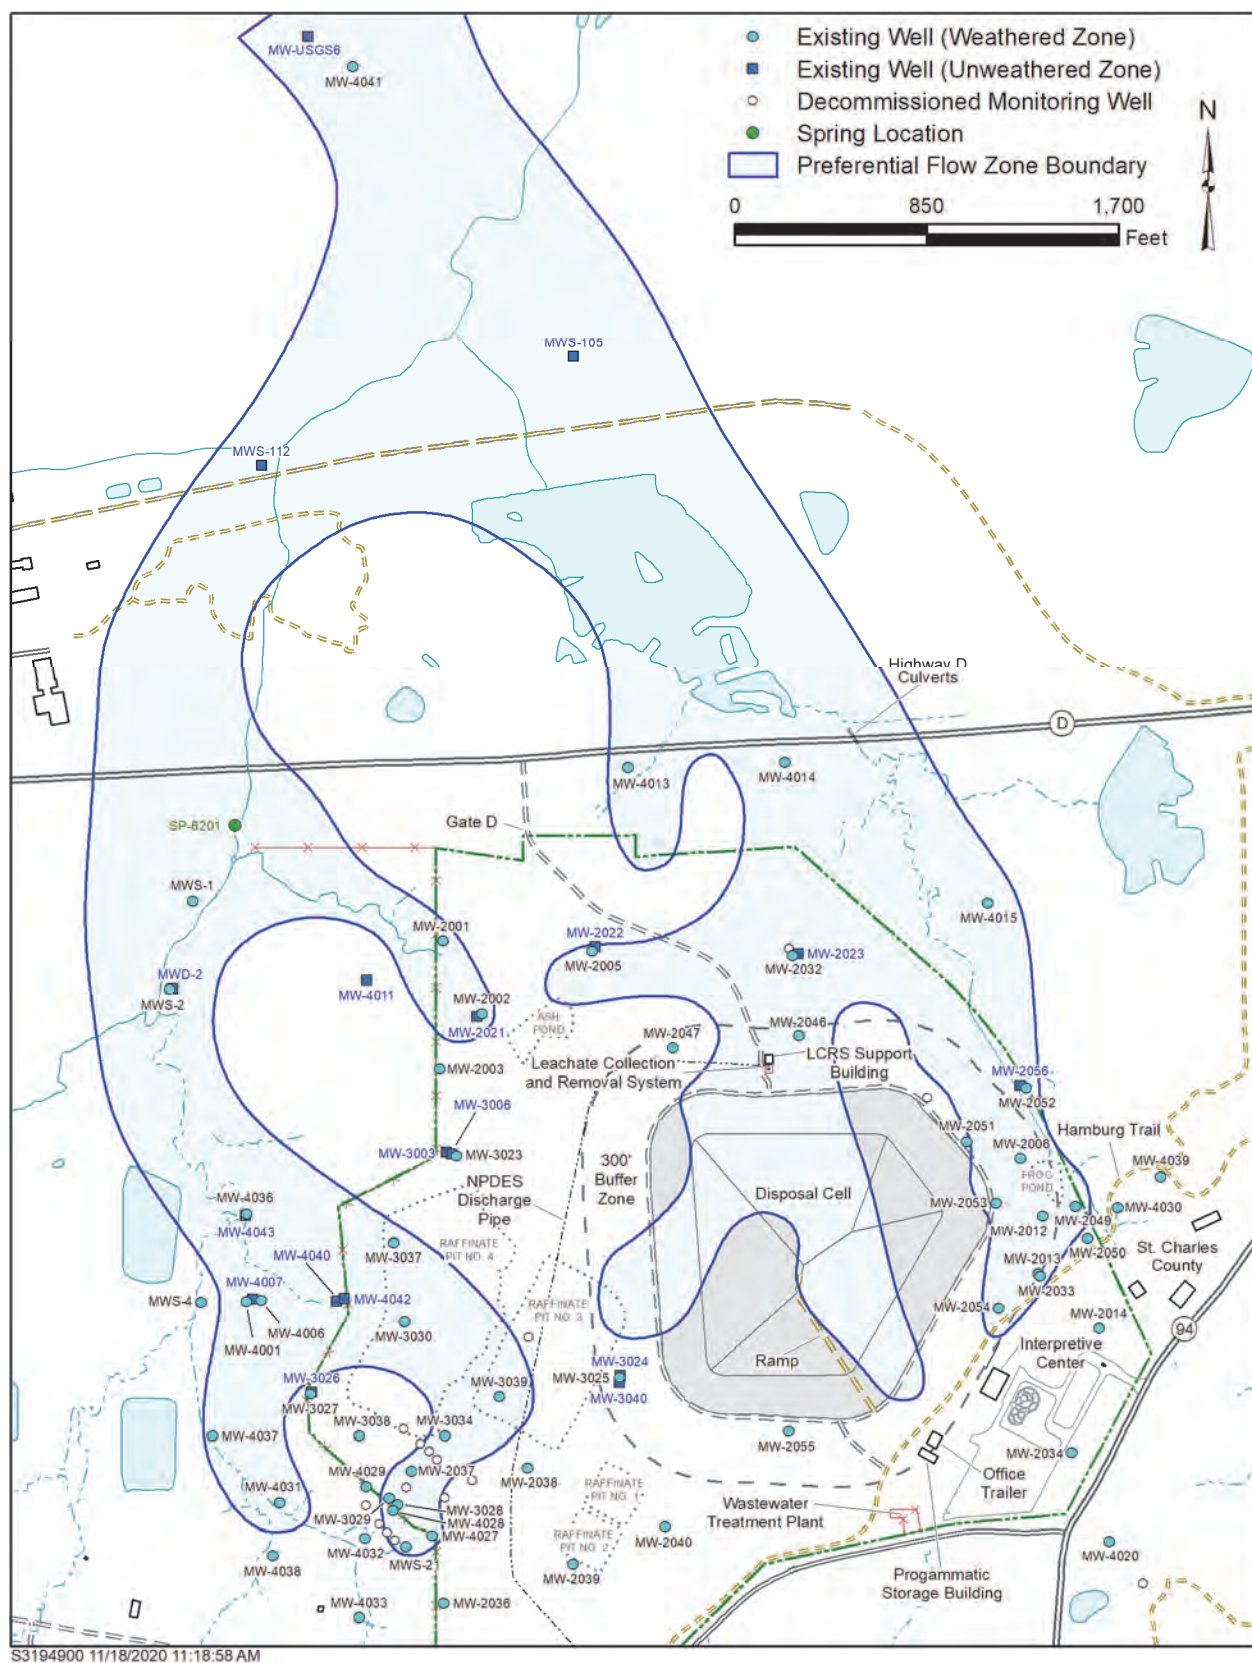 Existing Well (Weathered Zone)
Existing Well (Unweathered Zone)
Decommissioned Monitoring Well
Spring Location
Preferential Flow Zone Boundary
N
0 850 1,700
Feet
MW-USGS6
MW-4041
MWS-105
MWS-112
Highway D
Culverts
D
MW-4013
MW-4014
SP-6201
Gate D
MWS-1
MW-4015
MW-2001
MW-2022
MW-2005
MW-2023
MW-2032
MWD-2
MWS-2
MW-4011
MW-2002
MW-2021
ASH
POND
MW-2047
MW-2046
MW-2003
Leachate Collection
and Removal System
LCRS Support
Building
MW-2056
MW-2052
MW-3006
MW-3003
MW-3023
MW-2051
MW-2006
Hamburg Trail
FROG
POND
MW-4039
300'
Buffer
Zone
NPDES
Discharge
Pipe
Disposal Cell
MW-4036
MW-4043
MW-2053
MW-2012
MW-2049
MW-4030
MW-2050
St. Charles
County
RAFFINATE
PIT NO. 4
MW-3037
MW-4040
MW-4007
MW-4042
MWS-4
MW-4006
MW-4001
RAFFINATE
PIT NO. 3
MW-2013
MW-2033
MW-2054
MW-2014
94
MW-3030
Interpretive
Center
Ramp
MW-3024
MW-3025
MW-3040
MW-3026
MW-3027
MW-3039
MW-3038
MW-3034
MW-4037
MW-2055
MW-2034
MW-4029
MW-2037
MW-2038
Office
Trailer
MW-4031
RAFFINATE
PIT NO. 1
Wastewater
Treatment Plant
MW-3029
MW-3028
MW-4028
MW-4027
RAFFINATE
PIT NO. 2
MW-2040
MW-4032
MWS-21
MW-4038
MW-2039
MW-4020
Progammatic
Storage Building
MW-4033
MW-2036
S3194900 11/18/2020 11:18:58 AM